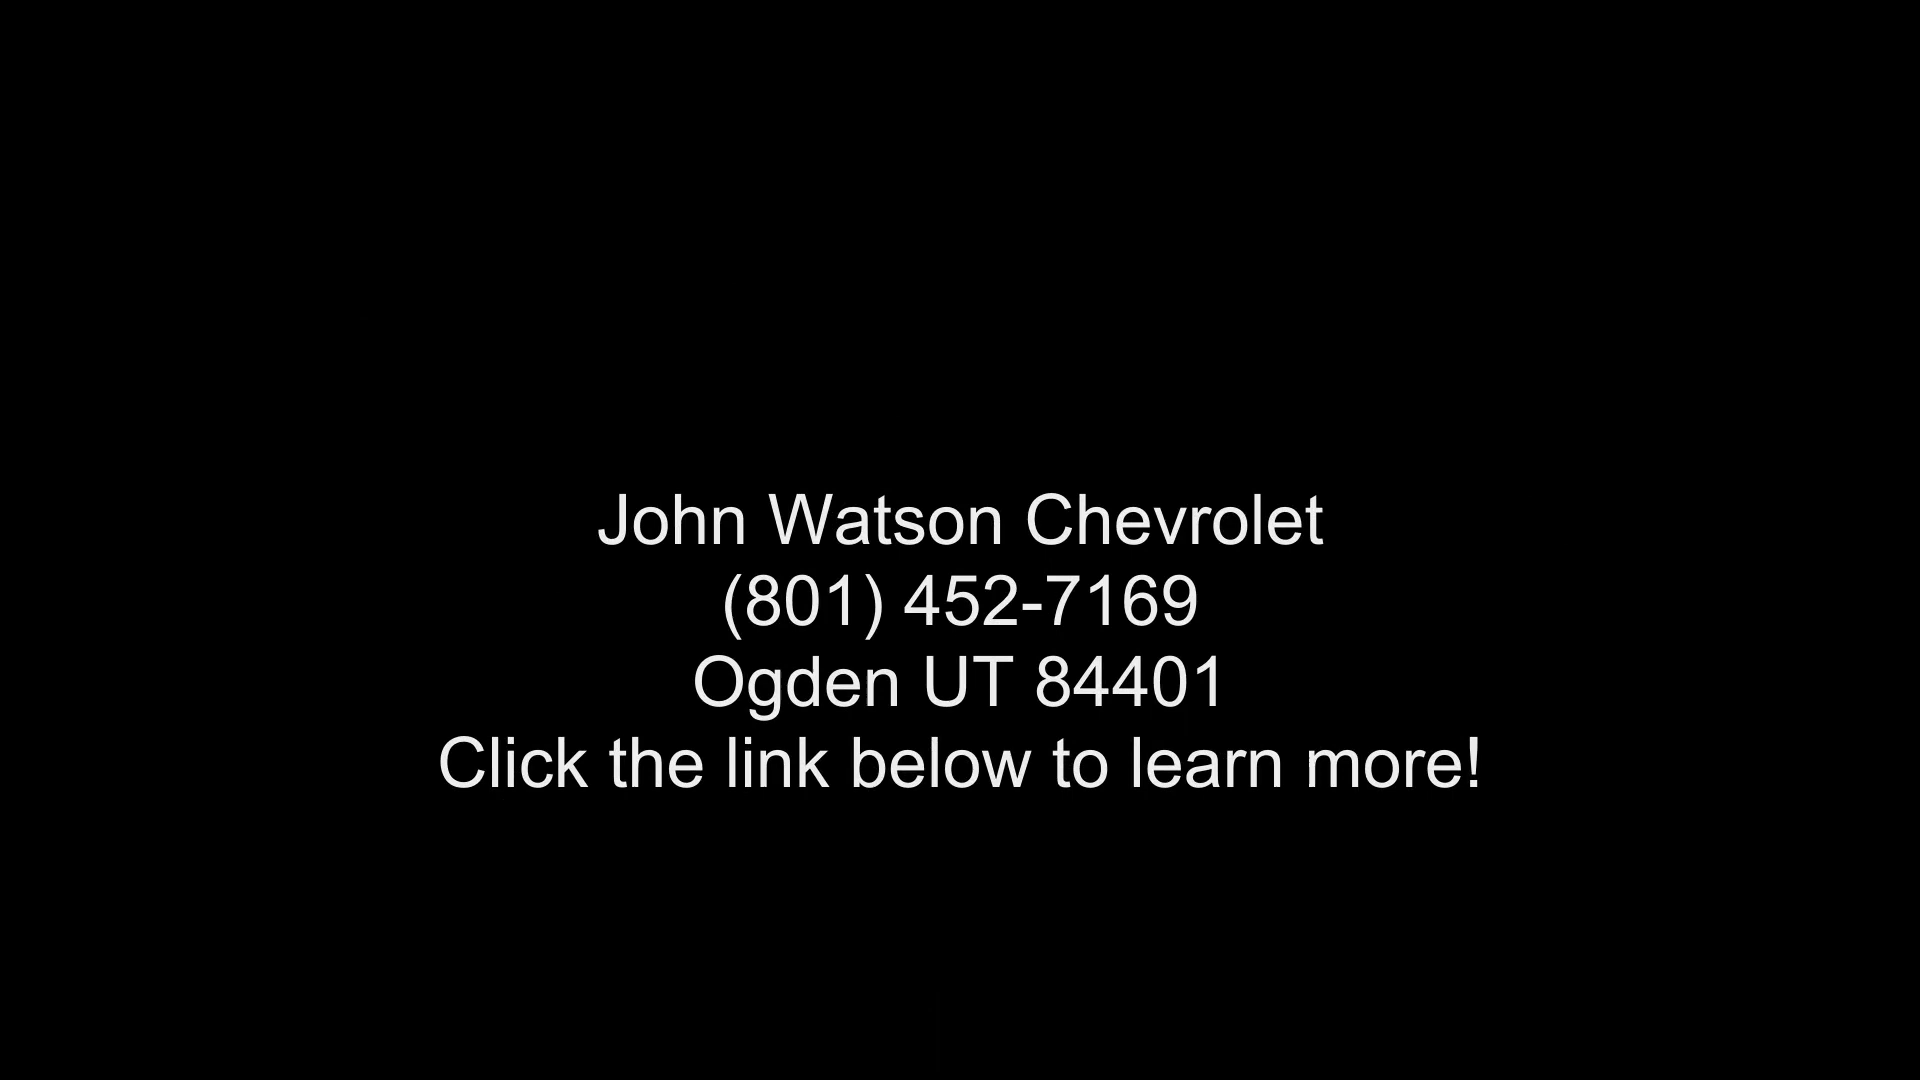 John Watson Chevrolet
(801) 452-7169
Ogden UT 84401
Click the link below to learn more!